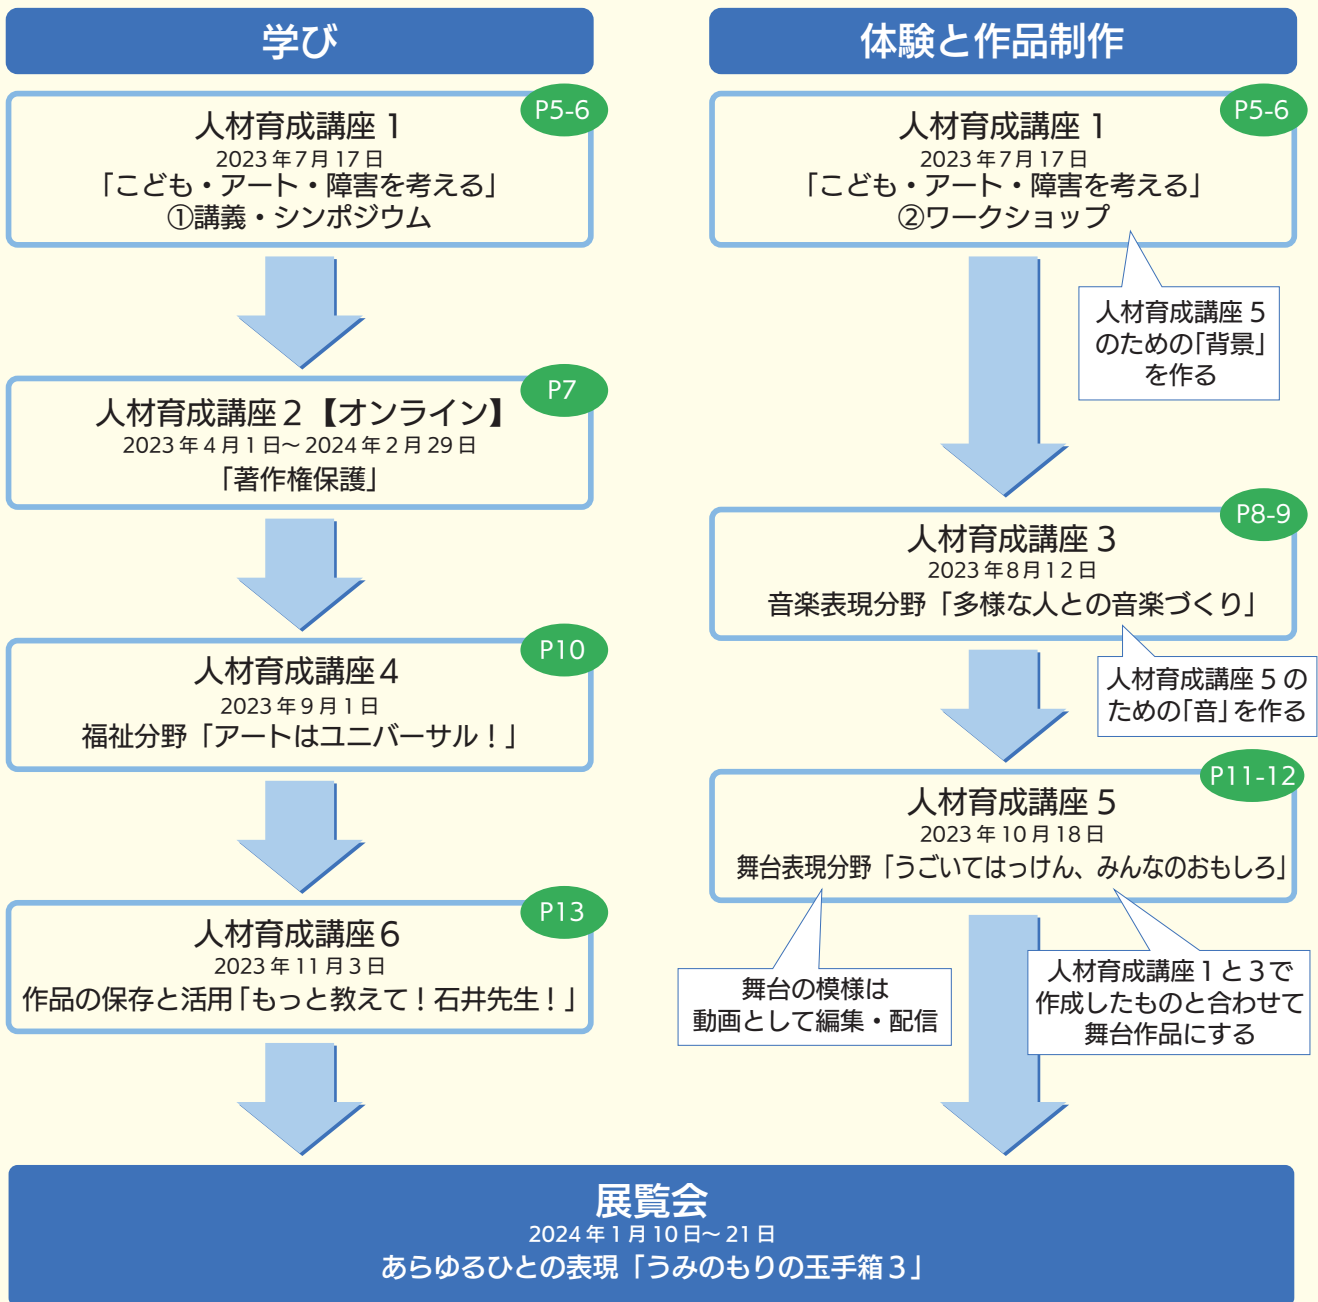 学び
P5-6
人材育成講座 1
2023年7月17日
「こども・アート・障害を考える」
①講義・シンポジウム
P7
人材育成講座2【オンライン】
2023年4月1日〜2024年2月29日
「著作権保護」
P10
人材育成講座4
2023年9月1日
福祉分野「アートはユニバーサル！」
P13
人材育成講座6
2023年11月3日
作品の保存と活用「もっと教えて！石井先生！」
体験と作品制作
P5-6
人材育成講座 1
2023年7月17日
「こども・アート・障害を考える」
②ワークショップ
人材育成講座 5
のための「背景」
を作る
P8-9
人材育成講座 3
2023年8月12日
音楽表現分野「多様な人との音楽づくり」
人材育成講座 5 の
ための「音」を作る
P11-12
人材育成講座 5
2023年10月18日
舞台表現分野「うごいてはっけん、みんなのおもしろ」
舞台の模様は
動画として編集・配信
人材育成講座1と3で
作成したものと合わせて
舞台作品にする
展覧会
2024年1月10日〜21日
あらゆるひとの表現「うみのもりの玉手箱3」